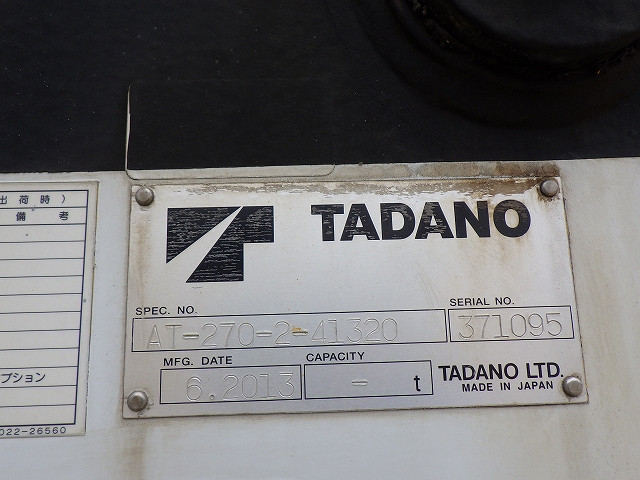 出荷時)
備 考
プション
022-26560
TADANO
SPEC. NO.
AT-270-2-41320
SERIAL NO.
371095
MFG. DATE
6.2013
CAPACITY
- t
TADANO LTD.
MADE IN JAPAN